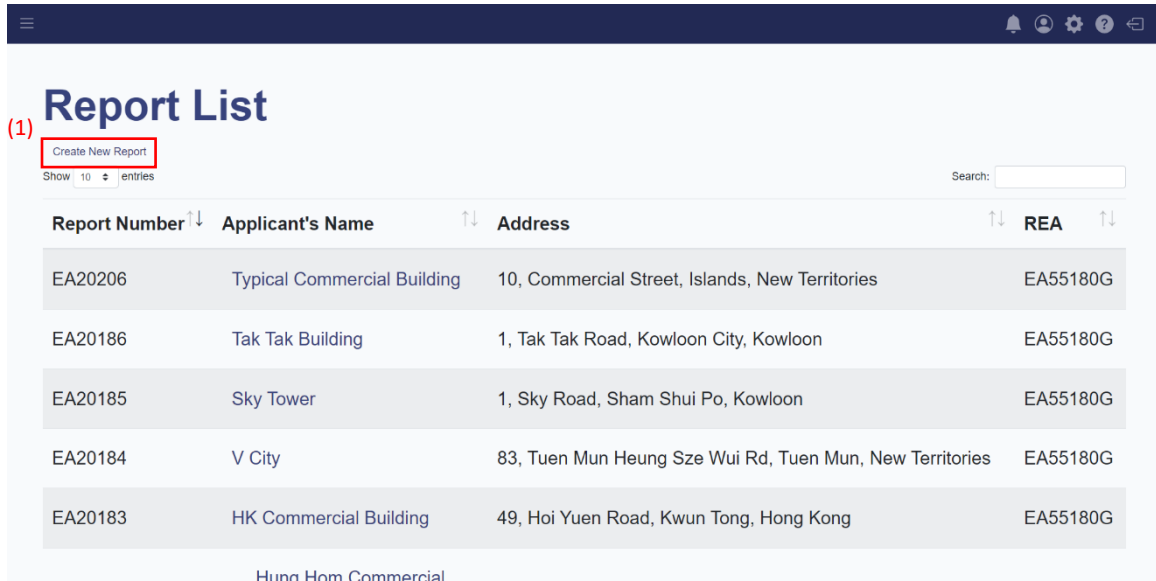 Report List
(1)
Create New Report
Show 10 entries Search:
Report Number Applicant's Name Address REA
EA20206 Typical Commercial Building 10, Commercial Street, Islands, New Territories EA55180G
EA20186 Tak Tak Building 1, Tak Tak Road, Kowloon City, Kowloon EA55180G
EA20185 Sky Tower 1, Sky Road, Sham Shui Po, Kowloon EA55180G
EA20184 V City 83, Tuen Mun Heung Sze Wui Rd, Tuen Mun, New Territories EA55180G
EA20183 HK Commercial Building 49, Hoi Yuen Road, Kwun Tong, Hong Kong EA55180G
Hung Hom Commercial